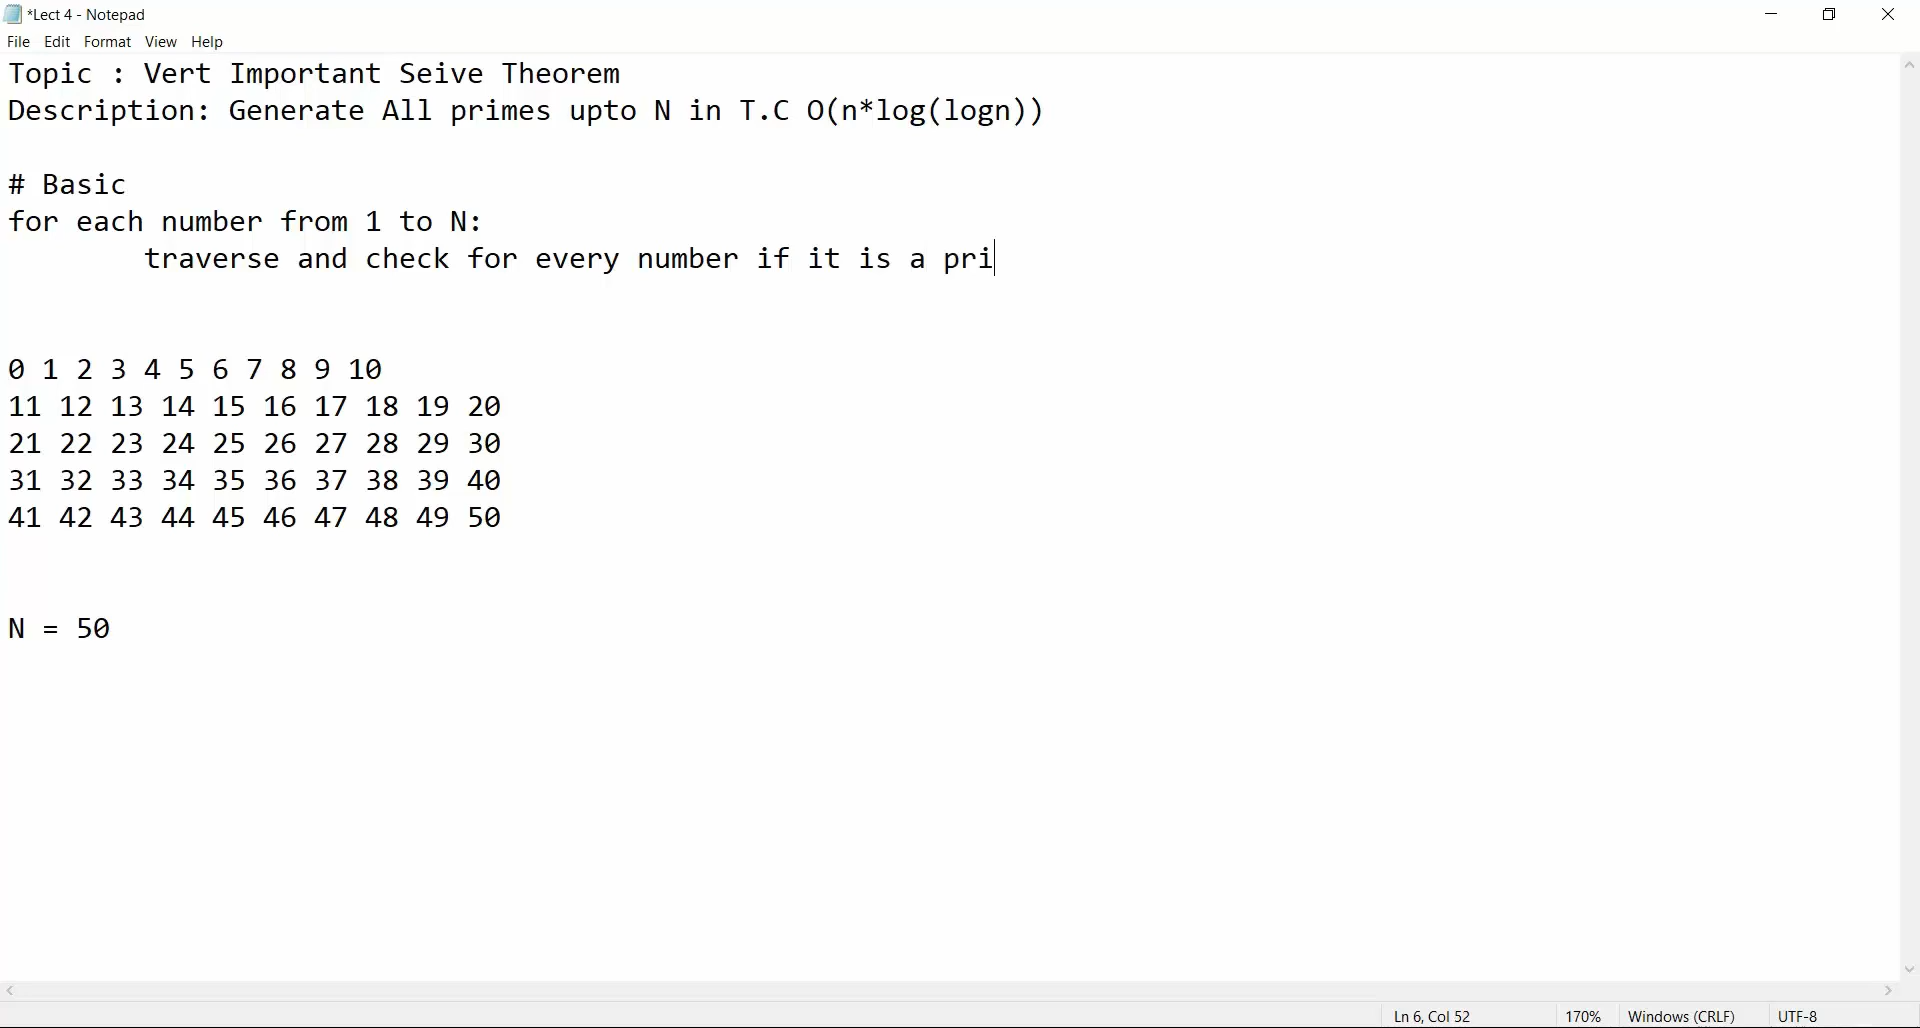 *Lect 4 - Notepad
File Edit Format View Help
Topic : Vert Important Seive Theorem
Description: Generate All primes upto N in T.C O(n*log(logn))
# Basic
for each number from 1 to N:
traverse and check for every number if it is a pri
0 1 2 3 4 5 6 7 8 9 10
11 12 13 14 15 16 17 18 19 20
21 22 23 24 25 26 27 28 29 30
31 32 33 34 35 36 37 38 39 40
41 42 43 44 45 46 47 48 49 50
N = 50
Ln 6, Col 52 170% Windows (CRLF) UTF-8